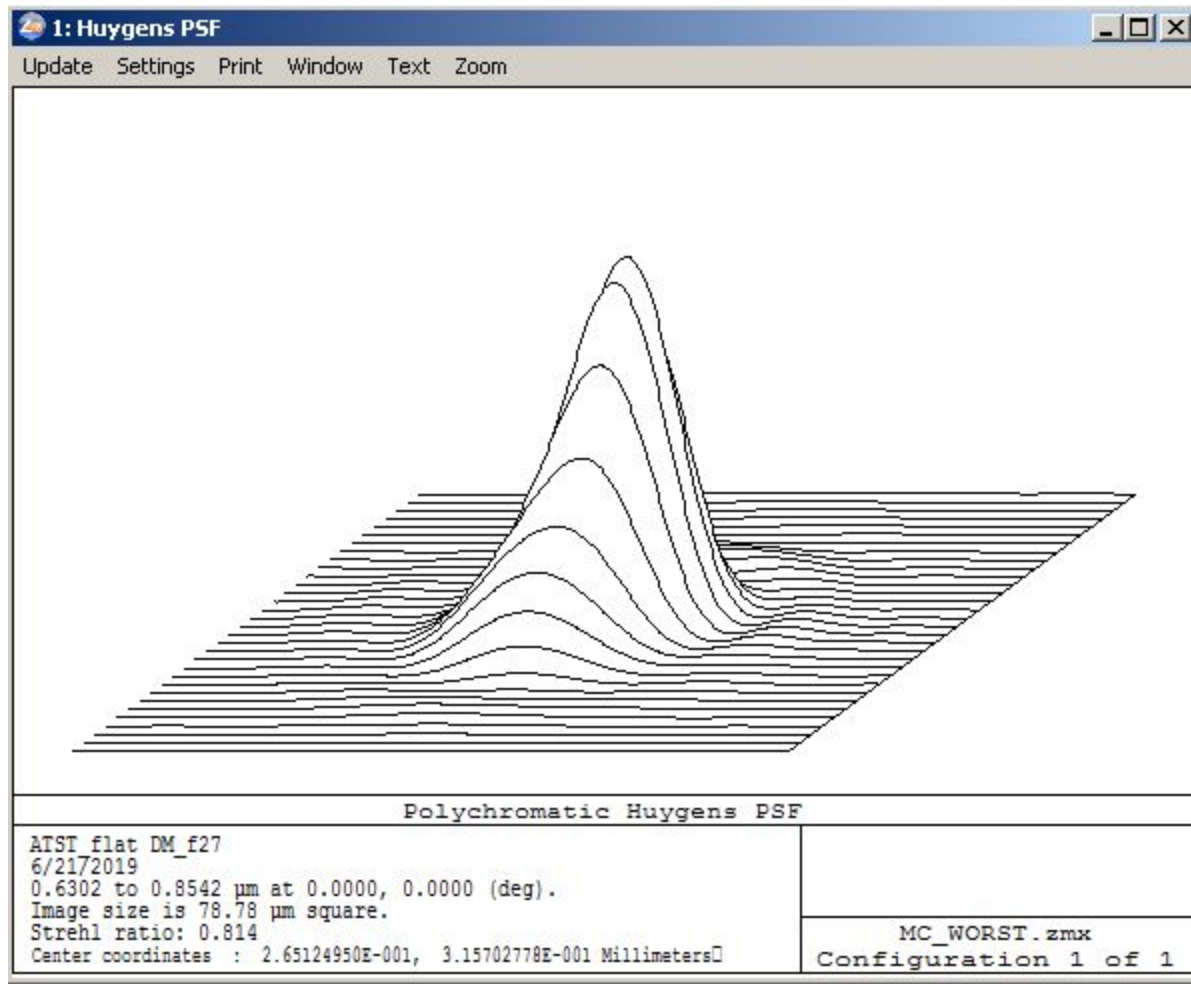 1: Huygens PSF
Update Settings Print Window Text Zoom
Polychromatic Huygens PSF
ATST flat DM_f27
6/21/2019
0.6302 to 0.8542 µm at 0.0000, 0.0000 (deg).
Image size is 78.78 µm square.
Strehl ratio: 0.814
Center coordinates : 2.65124950E-001, 3.15702778E-001 Millimeters
MC_WORST.zmx
Configuration 1 of 1